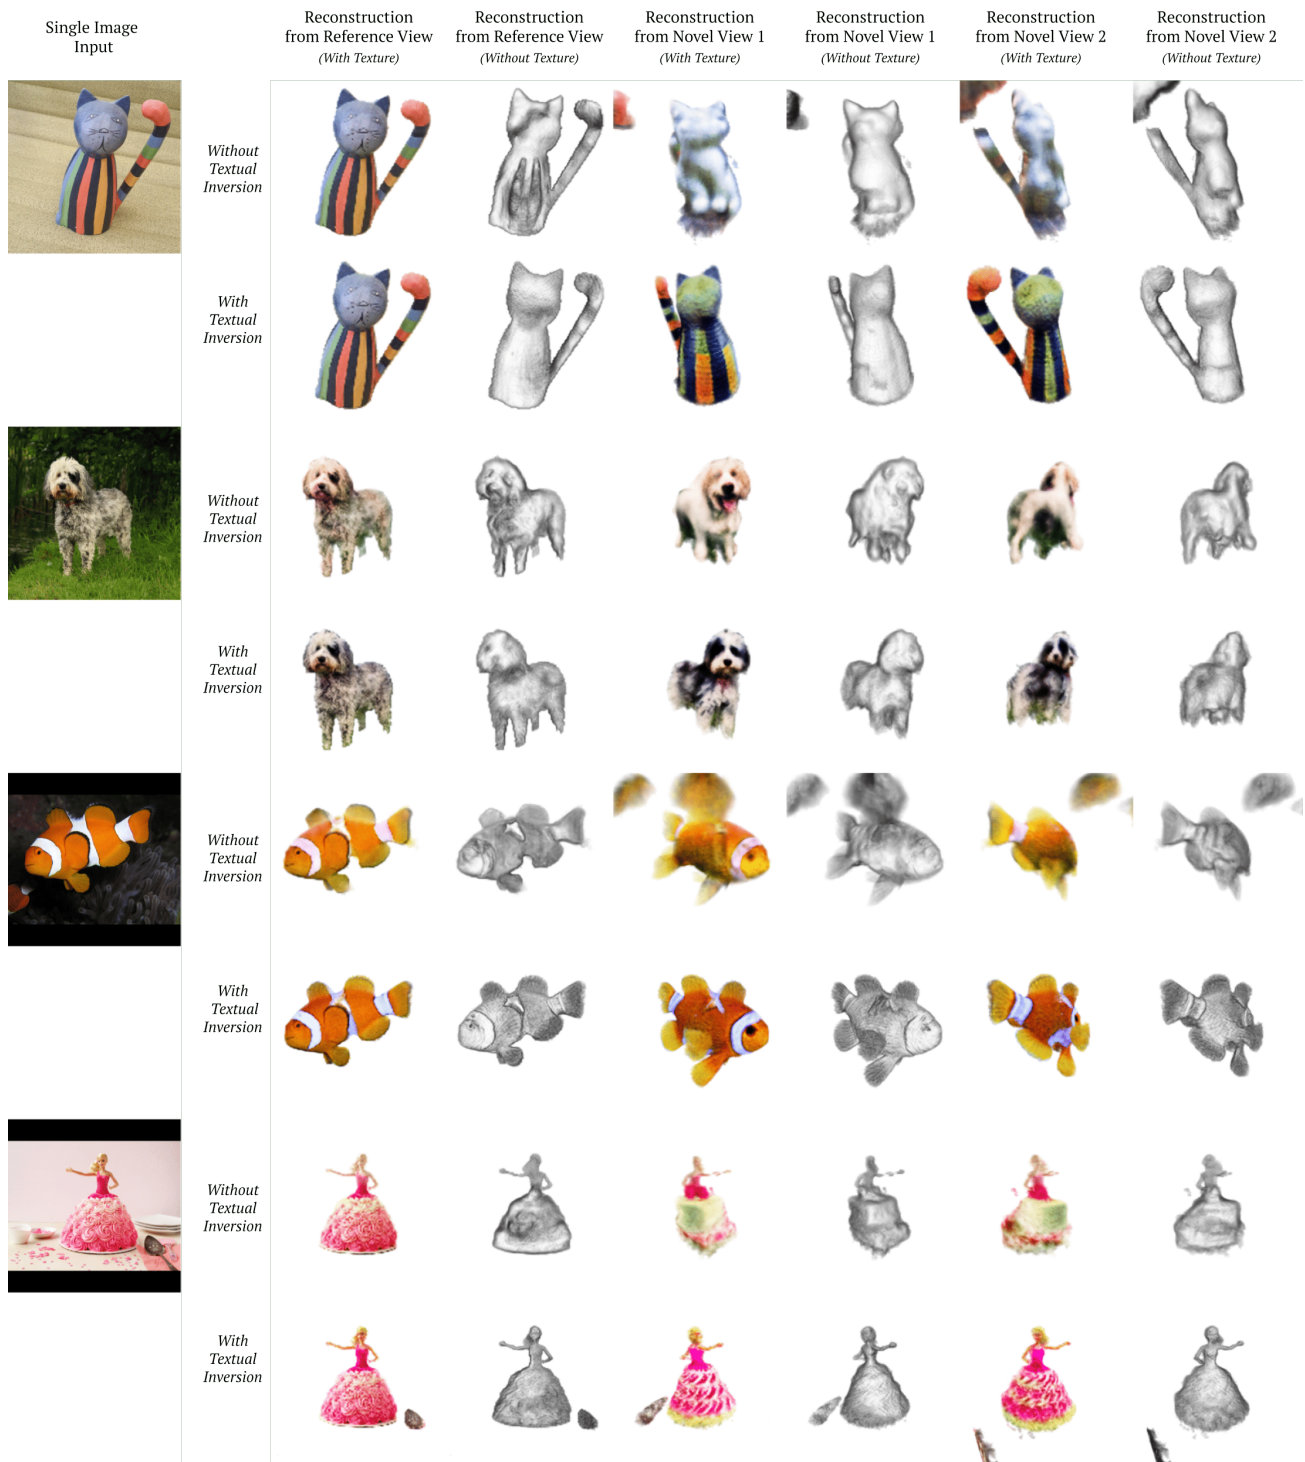 Single Image
Input
Reconstruction
from Reference View
(With Texture)
Reconstruction
from Reference View
(Without Texture)
Reconstruction
from Novel View 1
(With Texture)
Reconstruction
from Novel View 1
(Without Texture)
Reconstruction
from Novel View 2
(With Texture)
Reconstruction
from Novel View 2
(Without Texture)
Without
Textual
Inversion
With
Textual
Inversion
Without
Textual
Inversion
With
Textual
Inversion
Without
Textual
Inversion
With
Textual
Inversion
Without
Textual
Inversion
With
Textual
Inversion